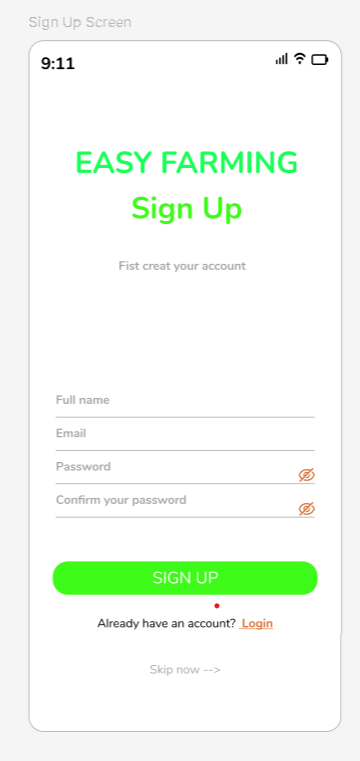 Sign Up Screen
9:11
EASY FARMING
Sign Up
Fist creat your account
Full name
Email
Password
Confirm your password
SIGN UP
Already have an account? Login
Skip now -->